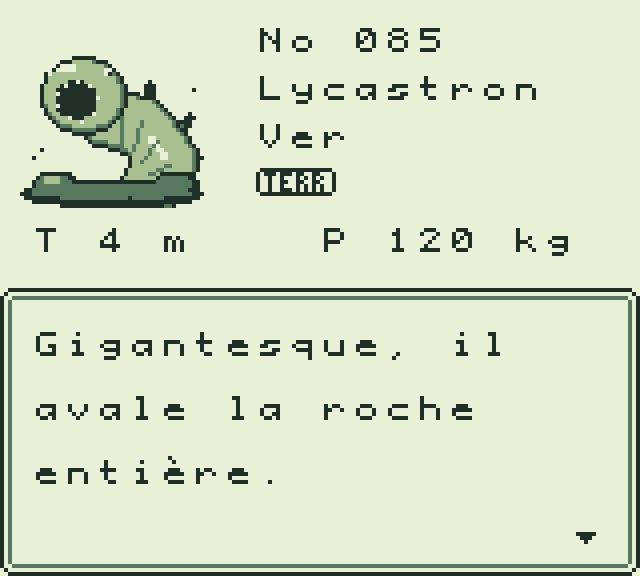 No 085
Lycastron
Ver
TERR
T 4 m P 120 kg
Gigantesque, il
avale la roche
entière.